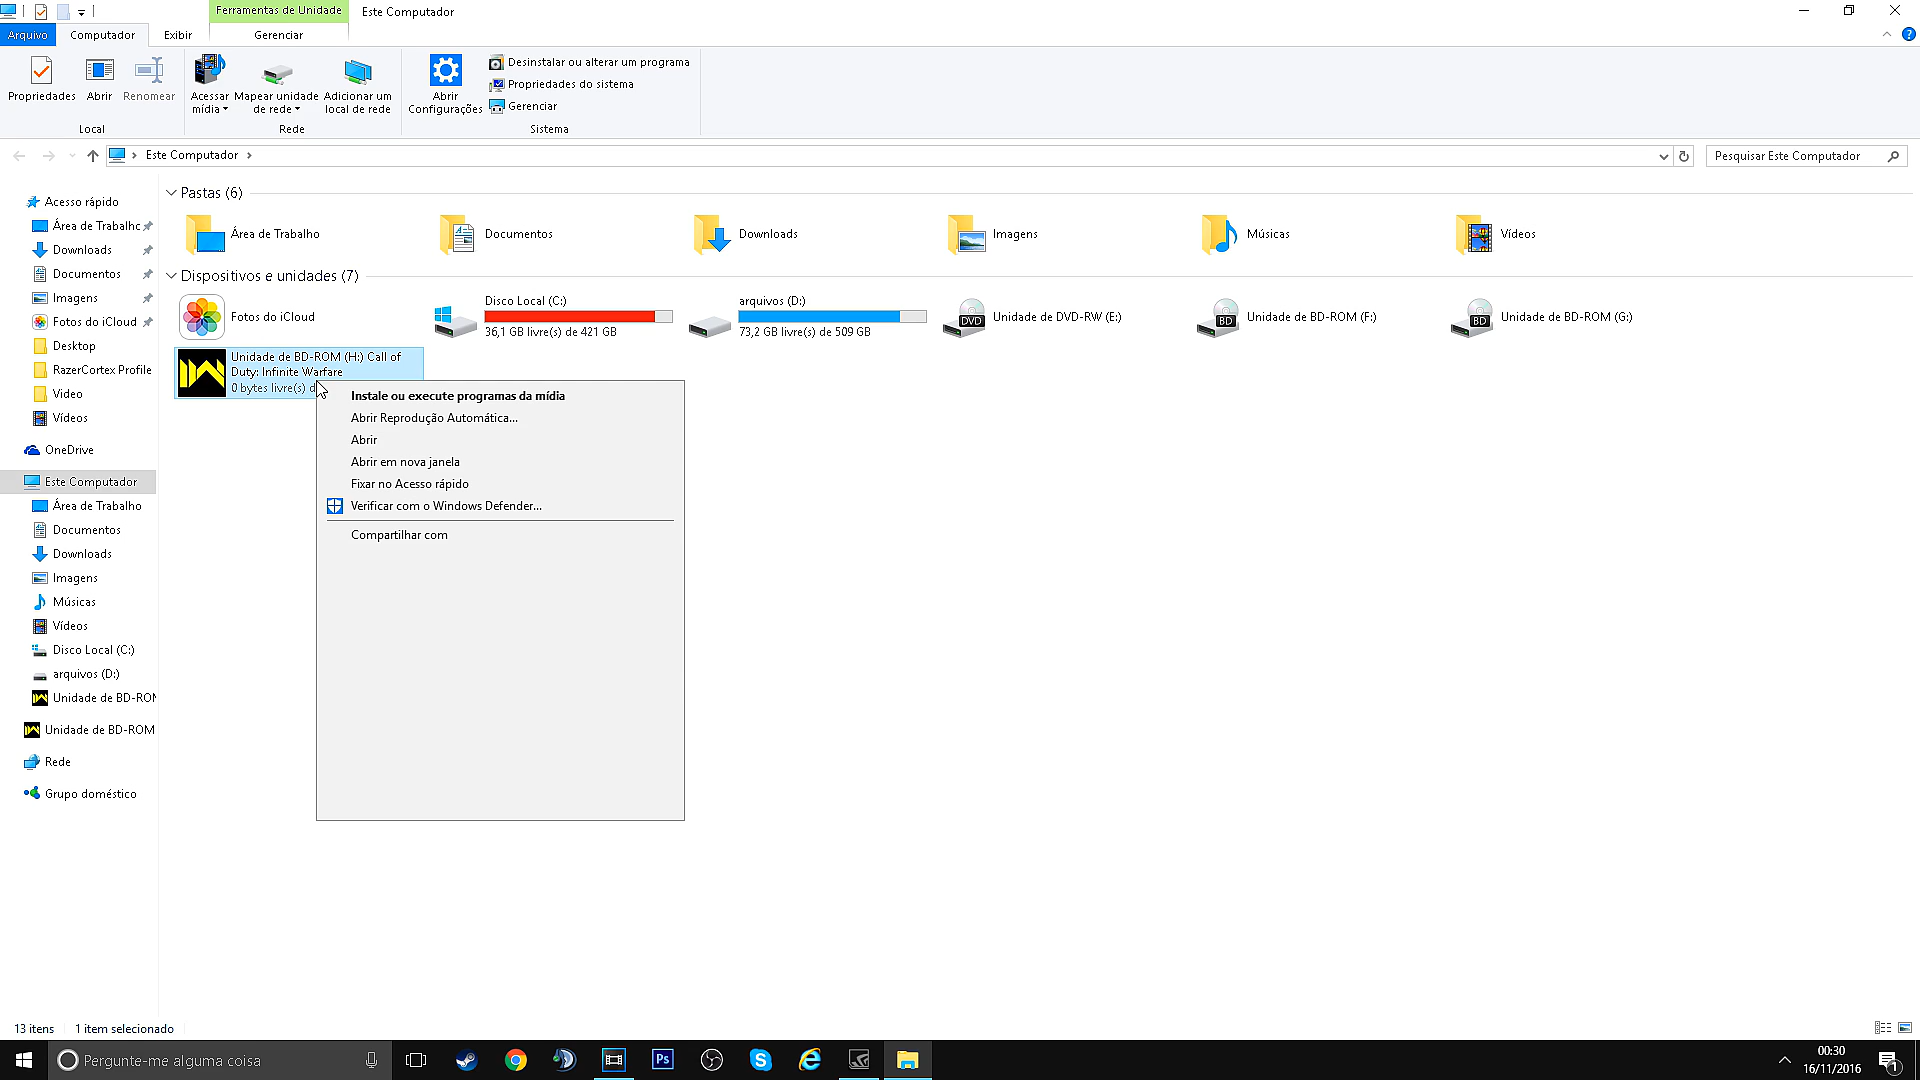 Ferramentas de Unidade
Este Computador
Arquivo
Computador
Exibir
Gerenciar
Propriedades
Abrir
Renomear
Acessar mídia
Mapear unidade de rede
Adicionar um local de rede
Abrir Configurações
Desinstalar ou alterar um programa
Propriedades do sistema
Gerenciar
Local
Rede
Sistema
Este Computador
Pesquisar Este Computador
Acesso rápido
Área de Trabalho
Downloads
Documentos
Imagens
Fotos do iCloud
Desktop
RazerCortex Profile
Video
Vídeos
OneDrive
Este Computador
Área de Trabalho
Documentos
Downloads
Imagens
Músicas
Vídeos
Disco Local (C:)
arquivos (D:)
Unidade de BD-ROM
Unidade de BD-ROM
Rede
Grupo doméstico
Pastas (6)
Área de Trabalho
Documentos
Downloads
Imagens
Músicas
Vídeos
Dispositivos e unidades (7)
Fotos do iCloud
Disco Local (C:)
36,1 GB livre(s) de 421 GB
arquivos (D:)
73,2 GB livre(s) de 509 GB
DVD
Unidade de DVD-RW (E:)
BD
Unidade de BD-ROM (F:)
BD
Unidade de BD-ROM (G:)
Unidade de BD-ROM (H:) Call of
Duty: Infinite Warfare
0 bytes livre(s) d
Instale ou execute programas da mídia
Abrir Reprodução Automática...
Abrir
Abrir em nova janela
Fixar no Acesso rápido
Verificar com o Windows Defender...
Compartilhar com
13 itens
1 item selecionado
Pergunte-me alguma coisa
Ps
00:30
16/11/2016
1